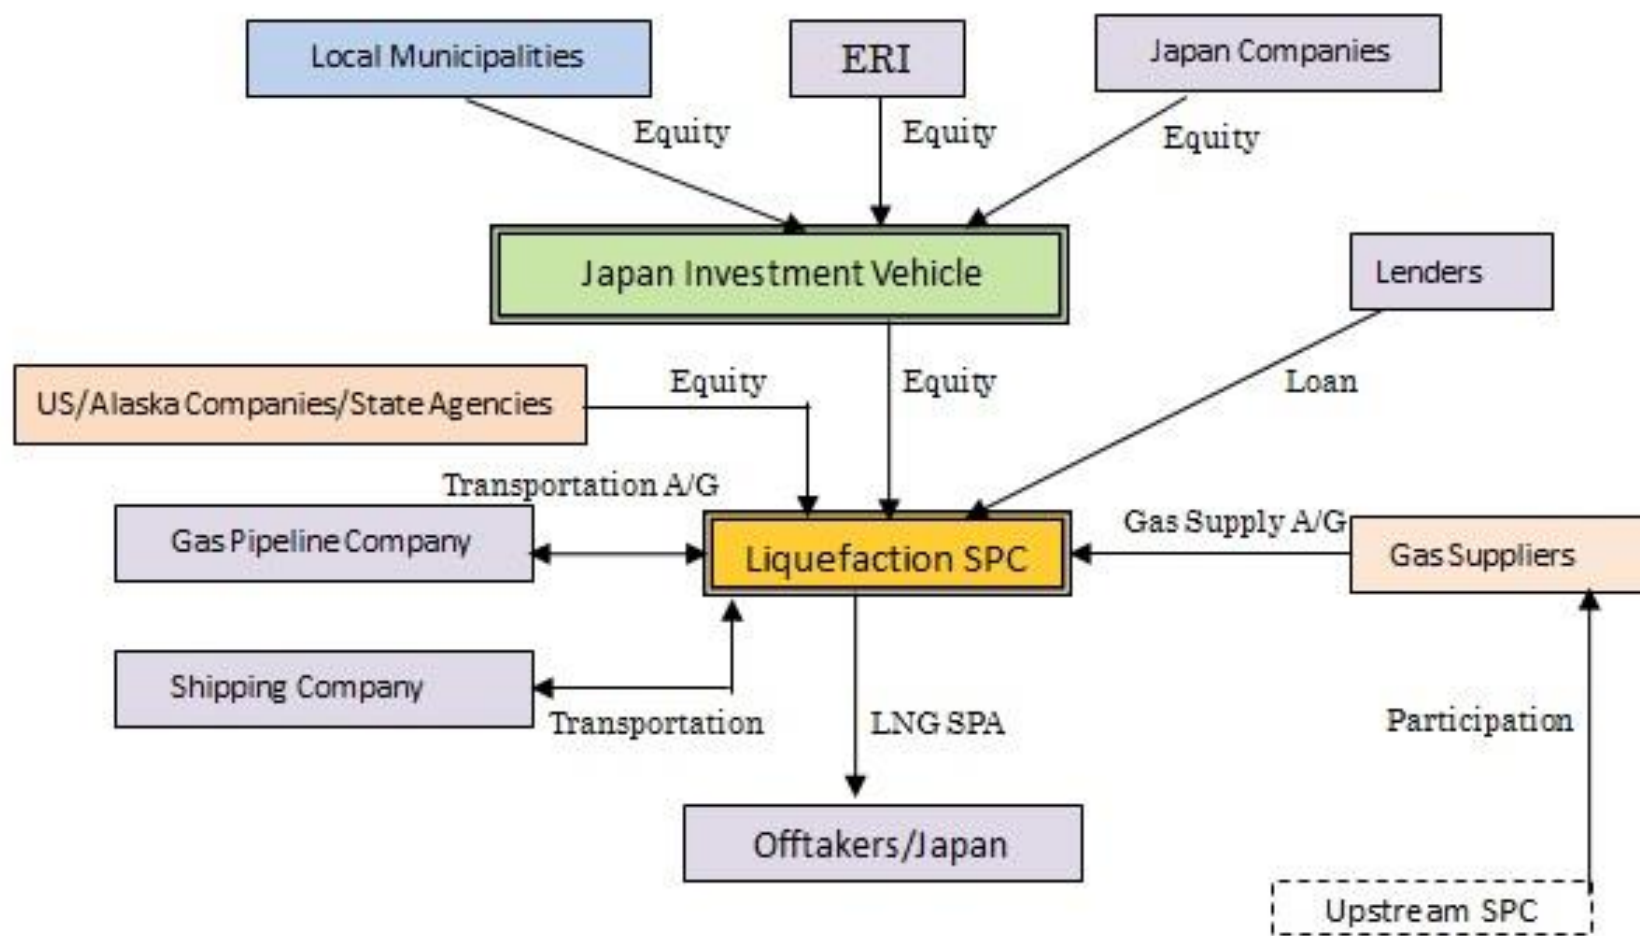 Local Municipalities
ERI
Japan Companies
Equity
Equity
Equity
Japan Investment Vehicle
Lenders
US/Alaska Companies/State Agencies
Equity
Equity
Loan
Transportation A/G
Gas Pipeline Company
Liquefaction SPC
Gas Supply A/G
Gas Suppliers
Shipping Company
Transportation
LNG SPA
Participation
Offtakers/Japan
Upstream SPC